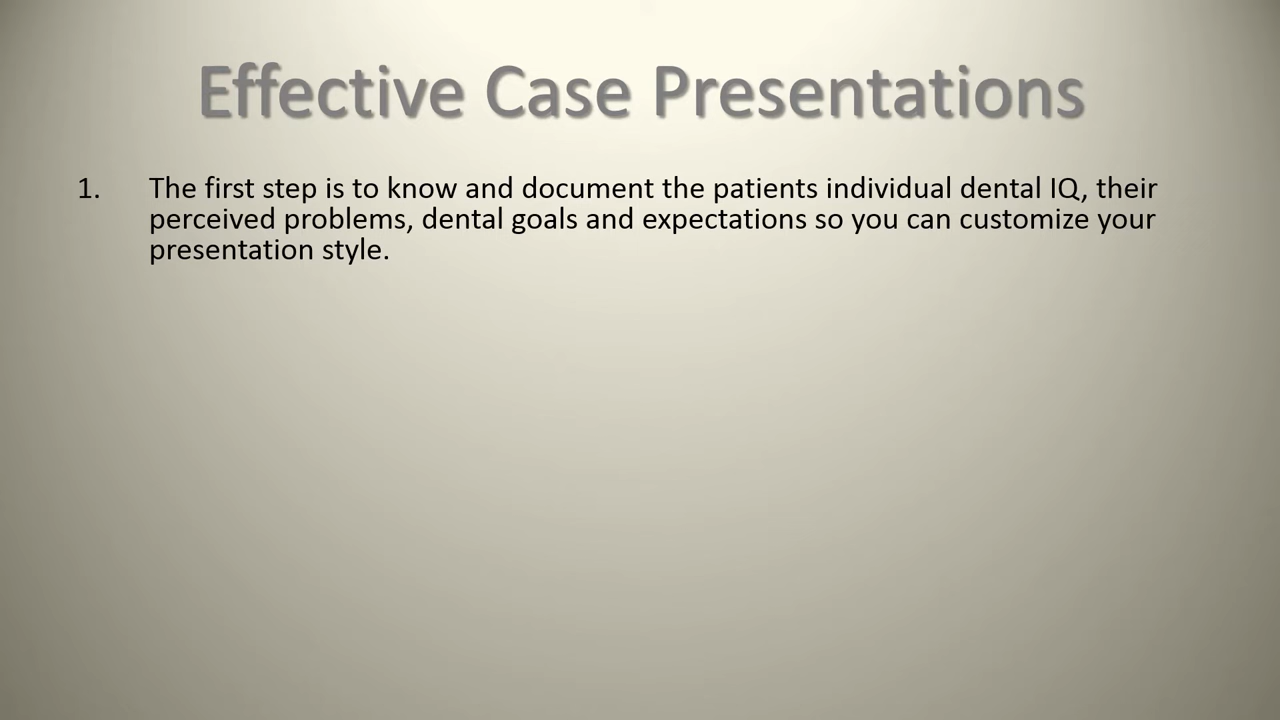 Effective Case Presentations
1. The first step is to know and document the patients individual dental IQ, their
perceived problems, dental goals and expectations so you can customize your
presentation style.